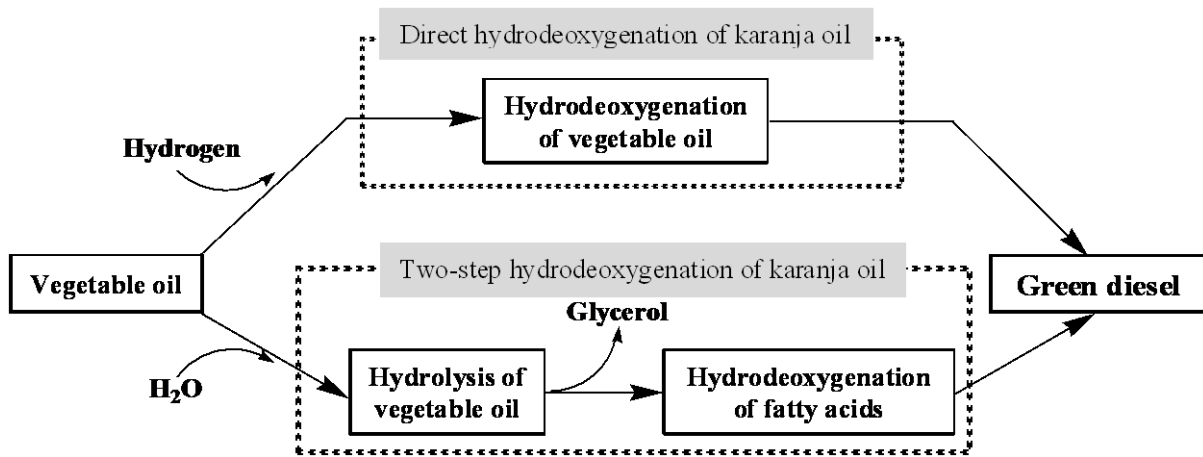 Direct hydrodeoxygenation of karanja oil
Hydrodeoxygenation
of vegetable oil
Hydrogen
Vegetable oil
Two-step hydrodeoxygenation of karanja oil
Green diesel
Glycerol
H₂O
Hydrolysis of
vegetable oil
Hydrodeoxygenation
of fatty acids